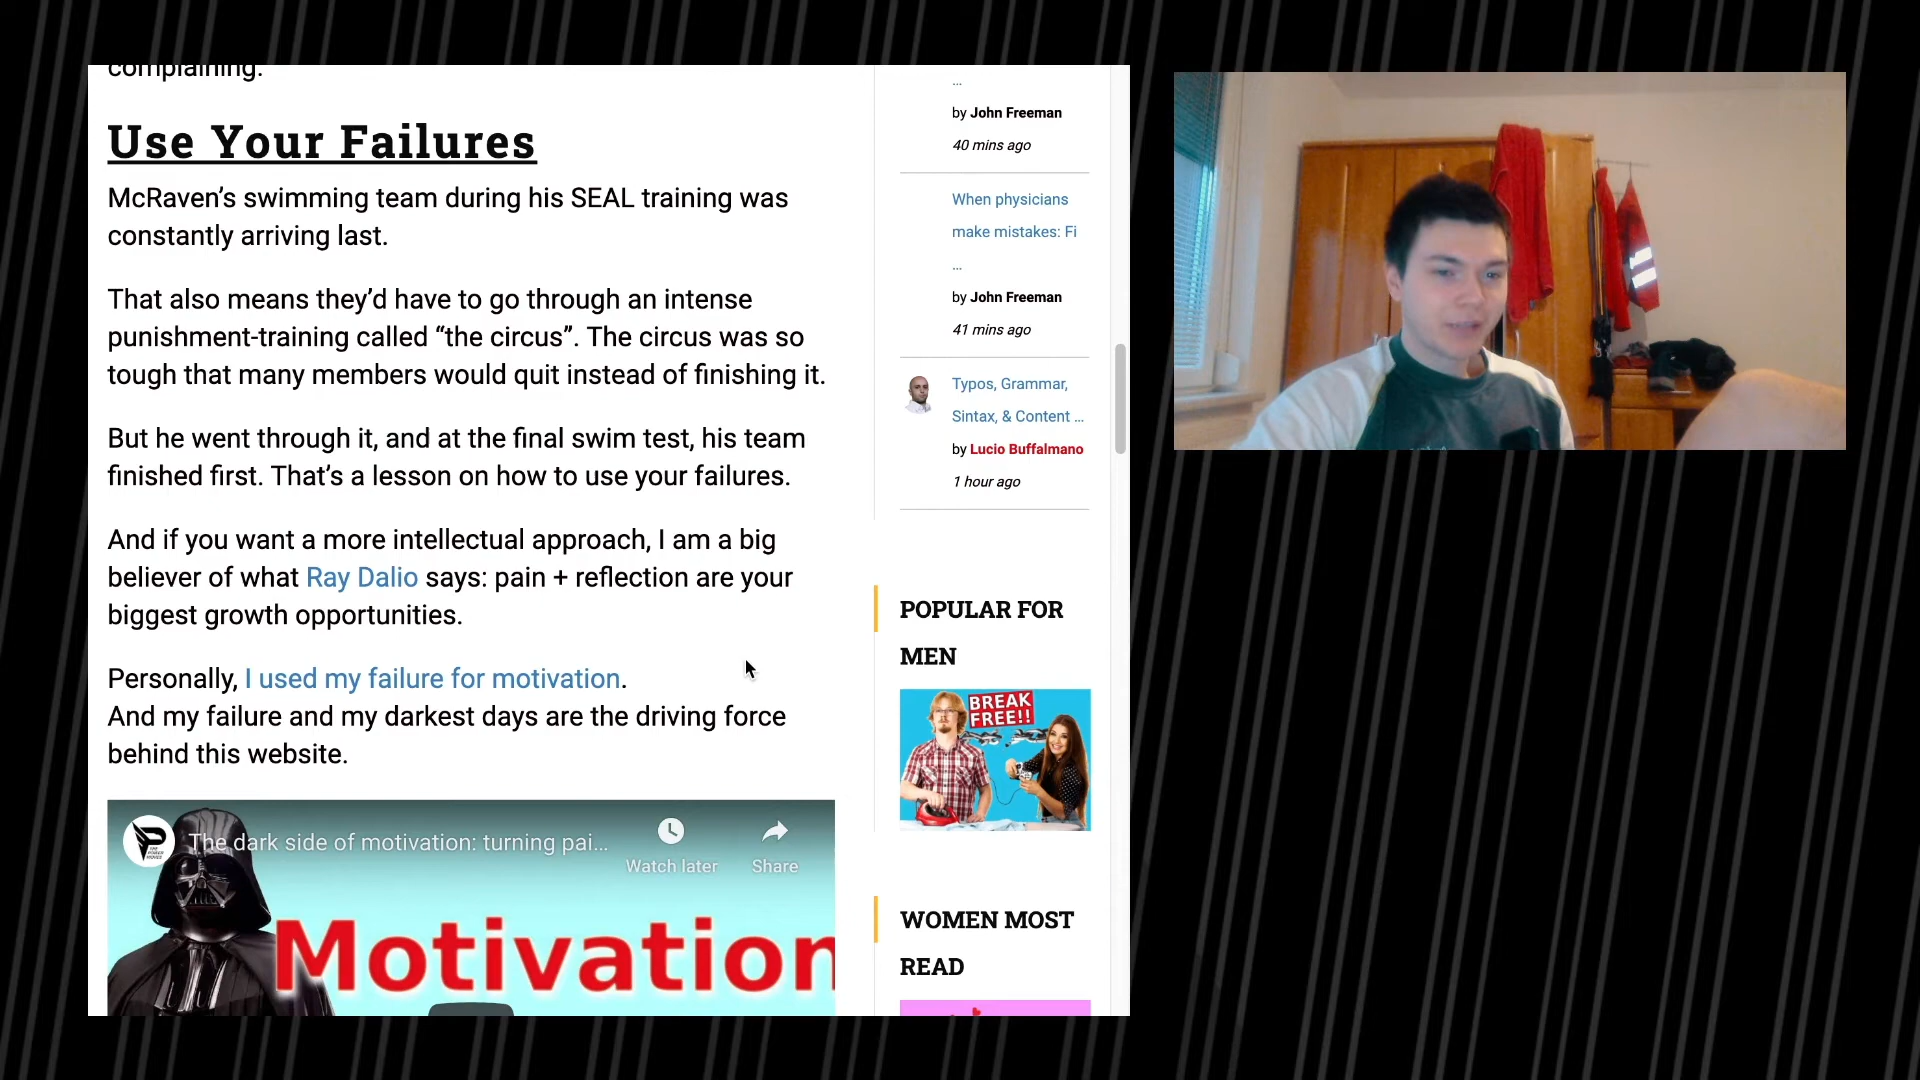 complaining.
Use Your Failures
McRaven’s swimming team during his SEAL training was
constantly arriving last.
That also means they’d have to go through an intense
punishment-training called “the circus”. The circus was so
tough that many members would quit instead of finishing it.
But he went through it, and at the final swim test, his team
finished first. That’s a lesson on how to use your failures.
And if you want a more intellectual approach, I am a big
believer of what Ray Dalio says: pain + reflection are your
biggest growth opportunities.
Personally, I used my failure for motivation.
And my failure and my darkest days are the driving force
behind this website.
The dark side of motivation: turning pai...
Watch later
Share
Motivation
...
by John Freeman
40 mins ago
When physicians
make mistakes: Fi
...
by John Freeman
41 mins ago
Typos, Grammar,
Sintax, & Content ...
by Lucio Buffalmano
1 hour ago
POPULAR FOR
MEN
BREAK
FREE!!
WOMEN MOST
READ